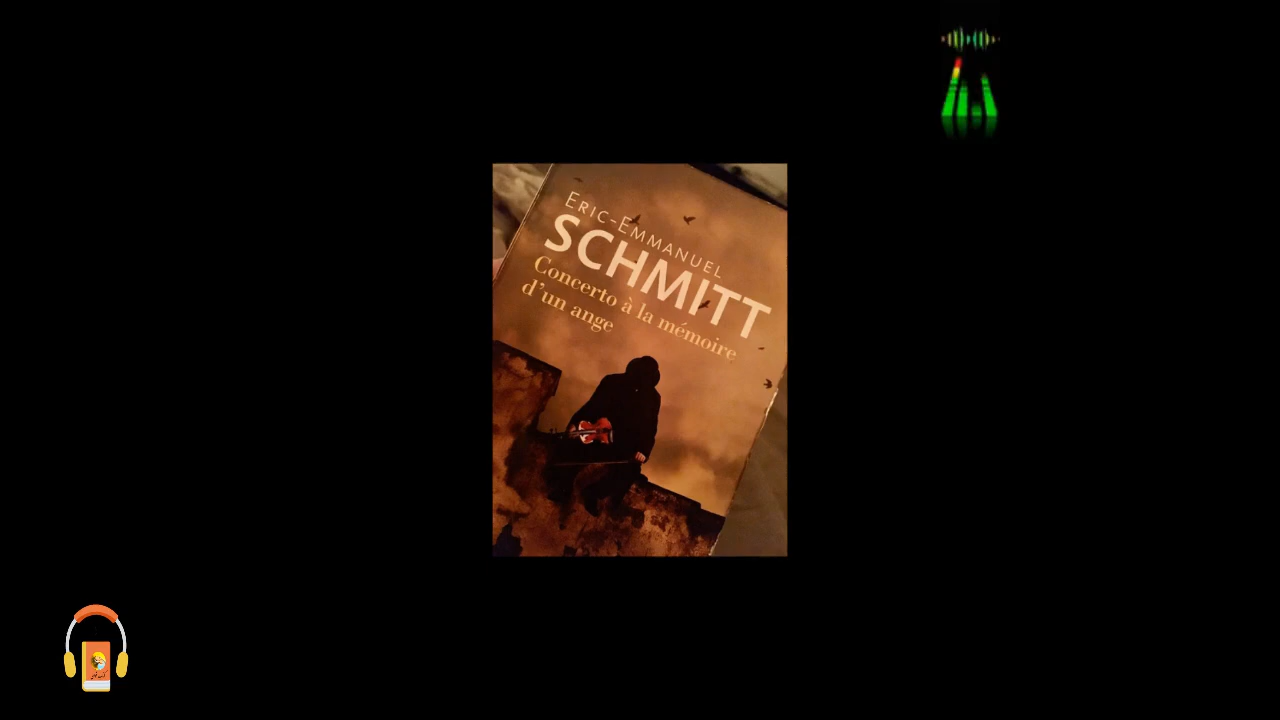 ERIC-EMMANUEL
SCHMITT
Concerto à la mémoire
d'un ange